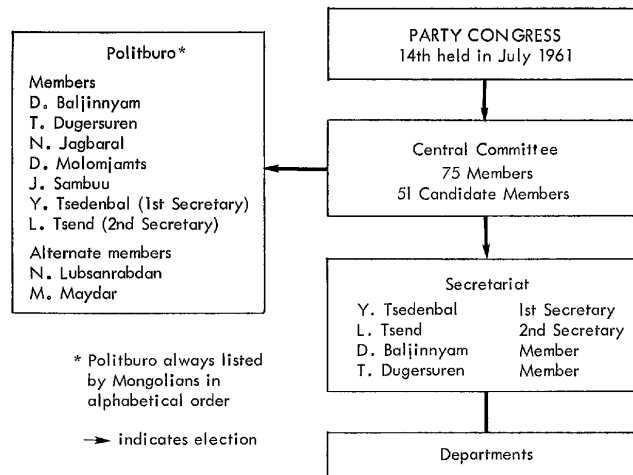 Politburo*
Members
D. Baljinnyam
T. Dugersuren
N. Jagbaral
D. Molomjamts
J. Sambuu
Y. Tsedenbal (1st Secretary)
L. Tsend (2nd Secretary)
Alternate members
N. Lubsanrabdan
M. Maydar
* Politburo always listed
by Mongolians in
alphabetical order
→ indicates election
PARTY CONGRESS
14th held in July 1961
Central Committee
75 Members
51 Candidate Members
Secretariat
Y. Tsedenbal 1st Secretary
L. Tsend 2nd Secretary
D. Baljinnyam Member
T. Dugersuren Member
Departments